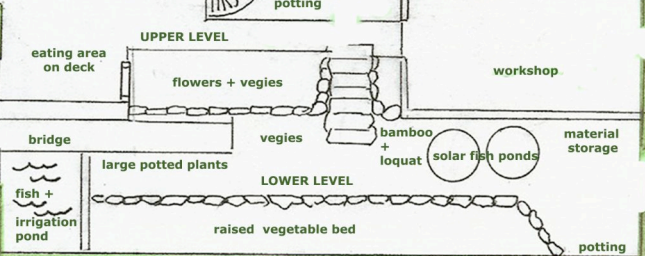 potting
UPPER LEVEL
eating area
on deck
flowers + vegies
workshop
bridge
vegies
bamboo
+
loquat
solar fish ponds
material
storage
large potted plants
LOWER LEVEL
fish +
irrigation
pond
raised vegetable bed
potting